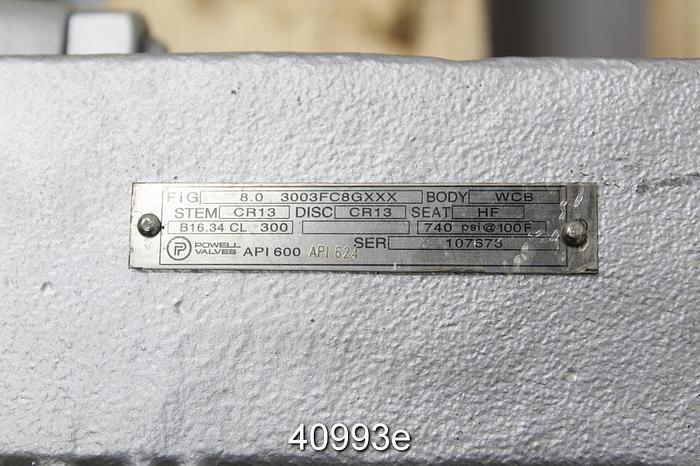 FIG 8.0 3003FC8GXXX BODY WCB
STEM CR13 DISC CR13 SEAT HF
B16.34 CL 300 740 psi@100F
POWELL VALVES API 600 API 624 SER 107673
40993e